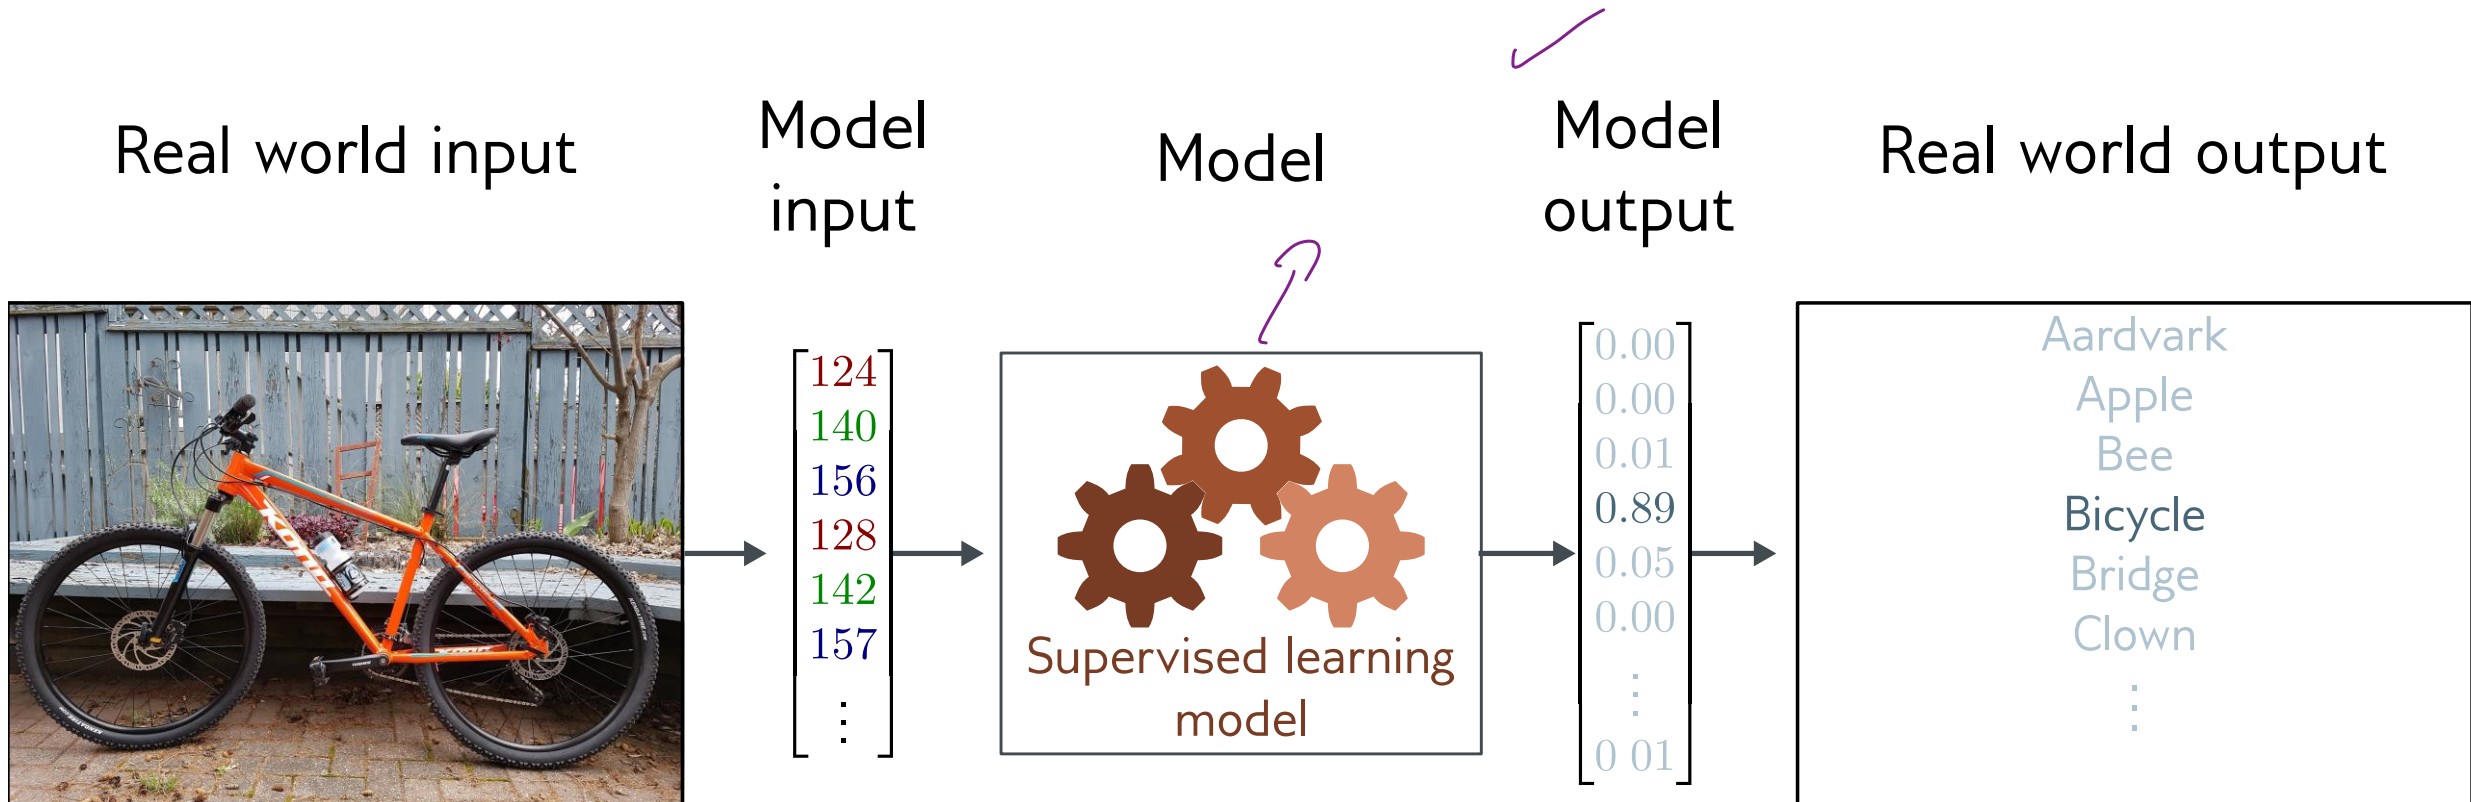 Real world input
Model
input
Model
Model
output
Real world output
KONA
124
140
156
128
142
157
⋮
Supervised learning
model
0.00
0.00
0.01
0.89
0.05
0.00
⋮
0 01
Aardvark
Apple
Bee
Bicycle
Bridge
Clown
⋮